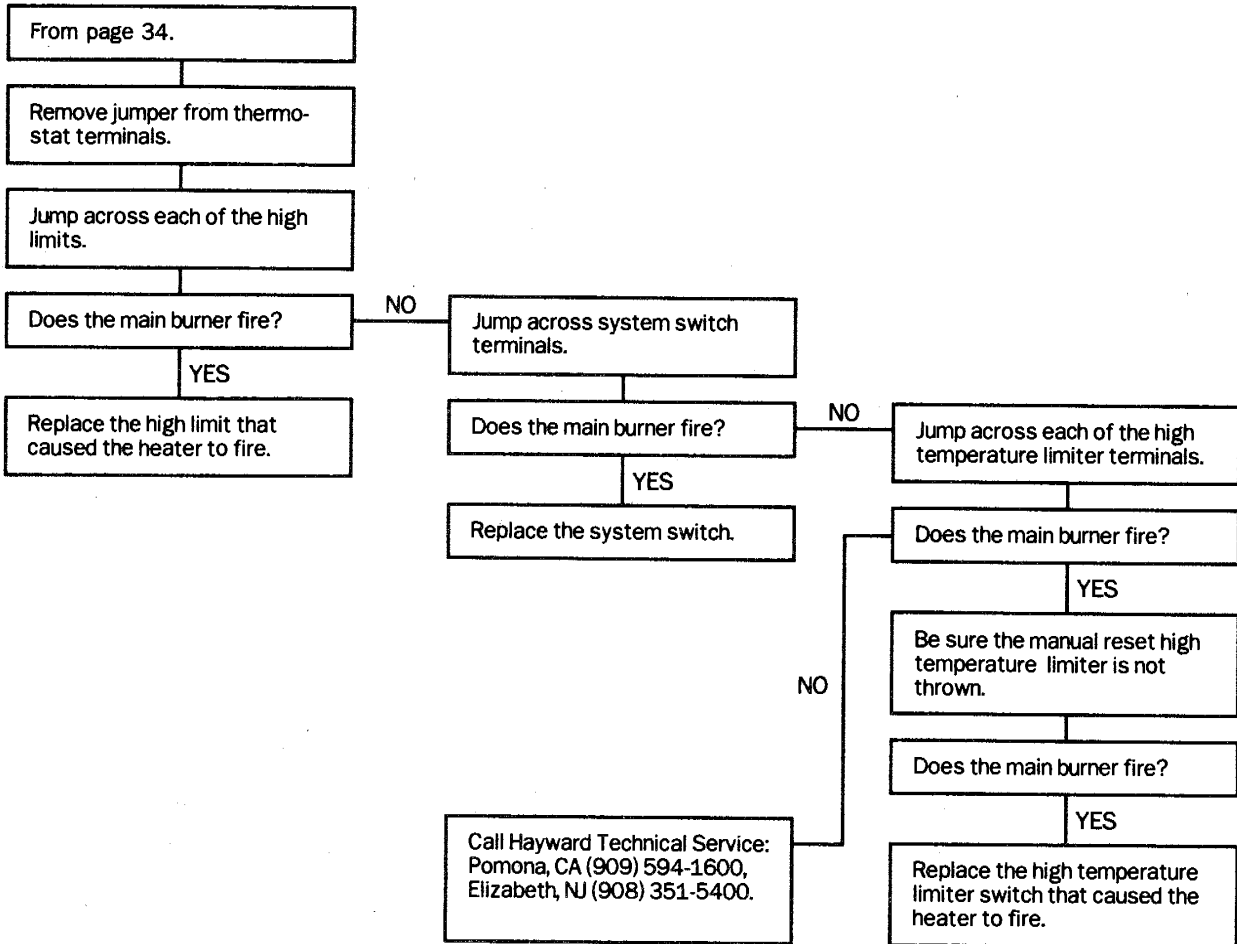 From page 34.
Remove jumper from thermo-
stat terminals.
Jump across each of the high
limits.
Does the main burner fire?
YES
Replace the high limit that
caused the heater to fire.
NO
Jump across system switch
terminals.
Does the main burner fire?
YES
Replace the system switch.
NO
Jump across each of the high
temperature limiter terminals.
Does the main burner fire?
YES
Be sure the manual reset high
temperature limiter is not
thrown.
Does the main burner fire?
YES
Replace the high temperature
limiter switch that caused the
heater to fire.
NO
Call Hayward Technical Service:
Pomona, CA (909) 594-1600,
Elizabeth, NJ (908) 351-5400.